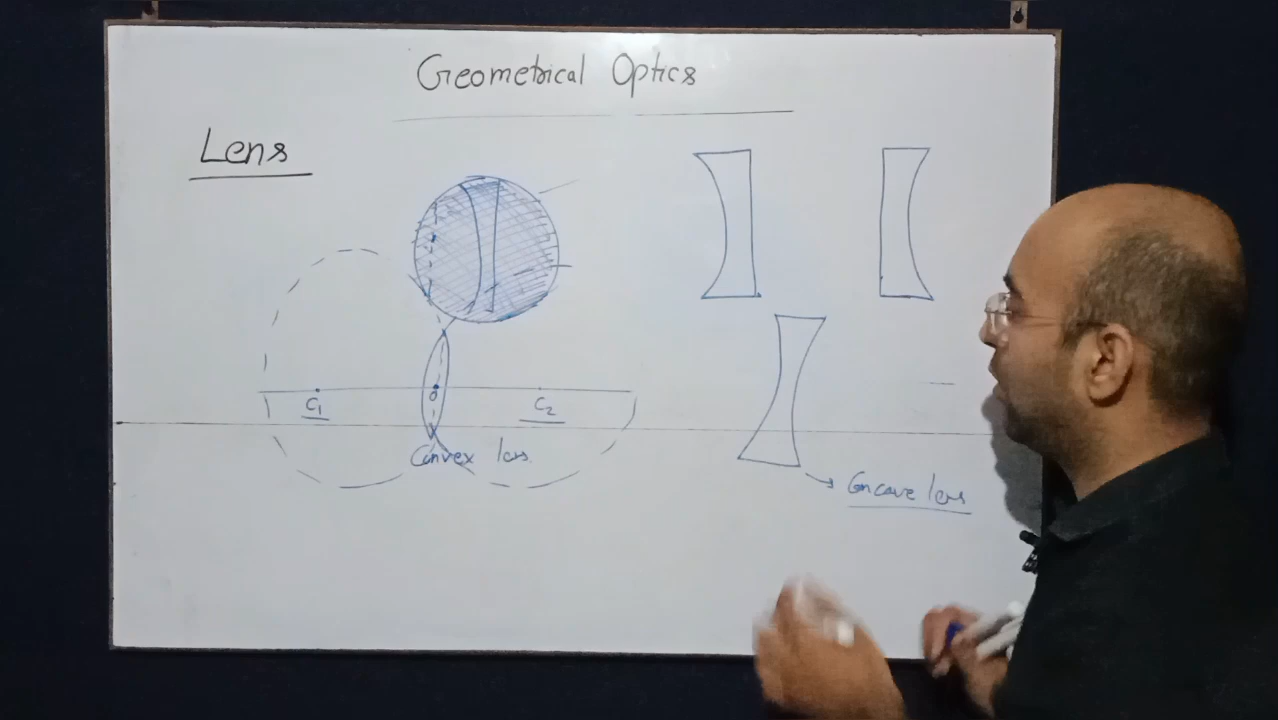 Geometrical Optics
Lens
C1
O
C2
Convex lens
Concave lens